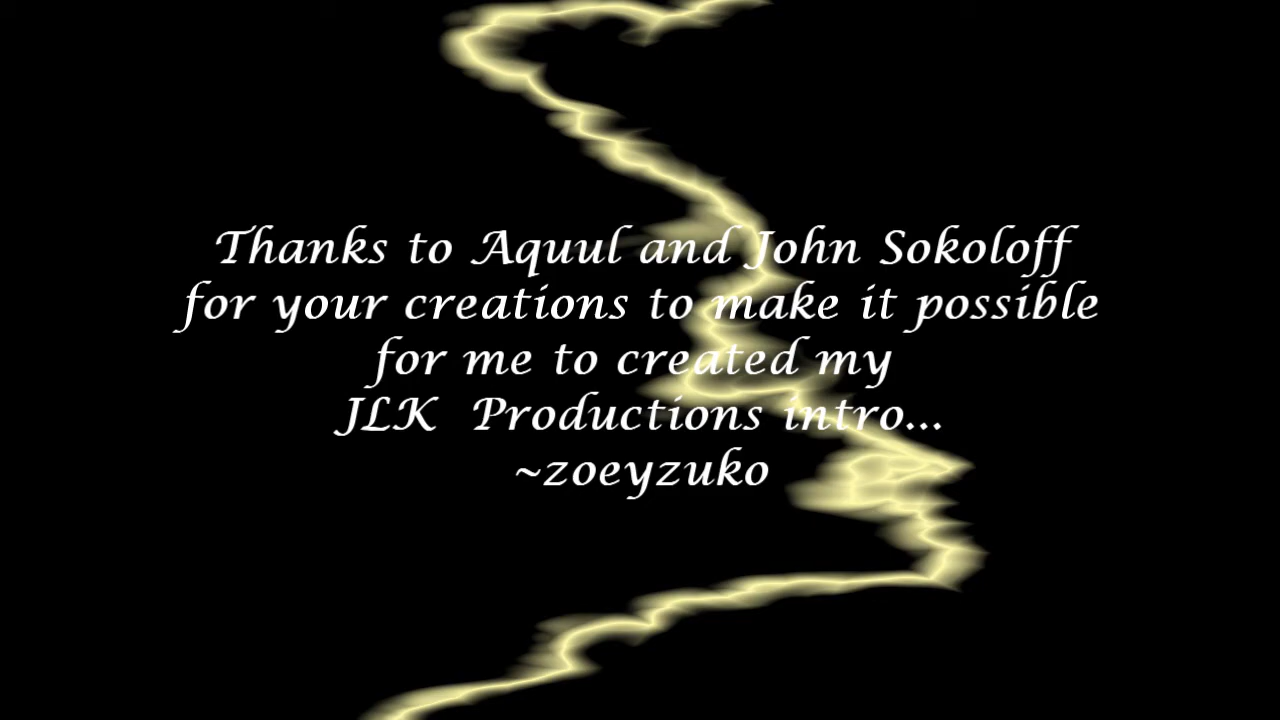 Thanks to Aquul and John Sokoloff
for your creations to make it possible
for me to created my
JLK  Productions intro...
~zoeyzuko